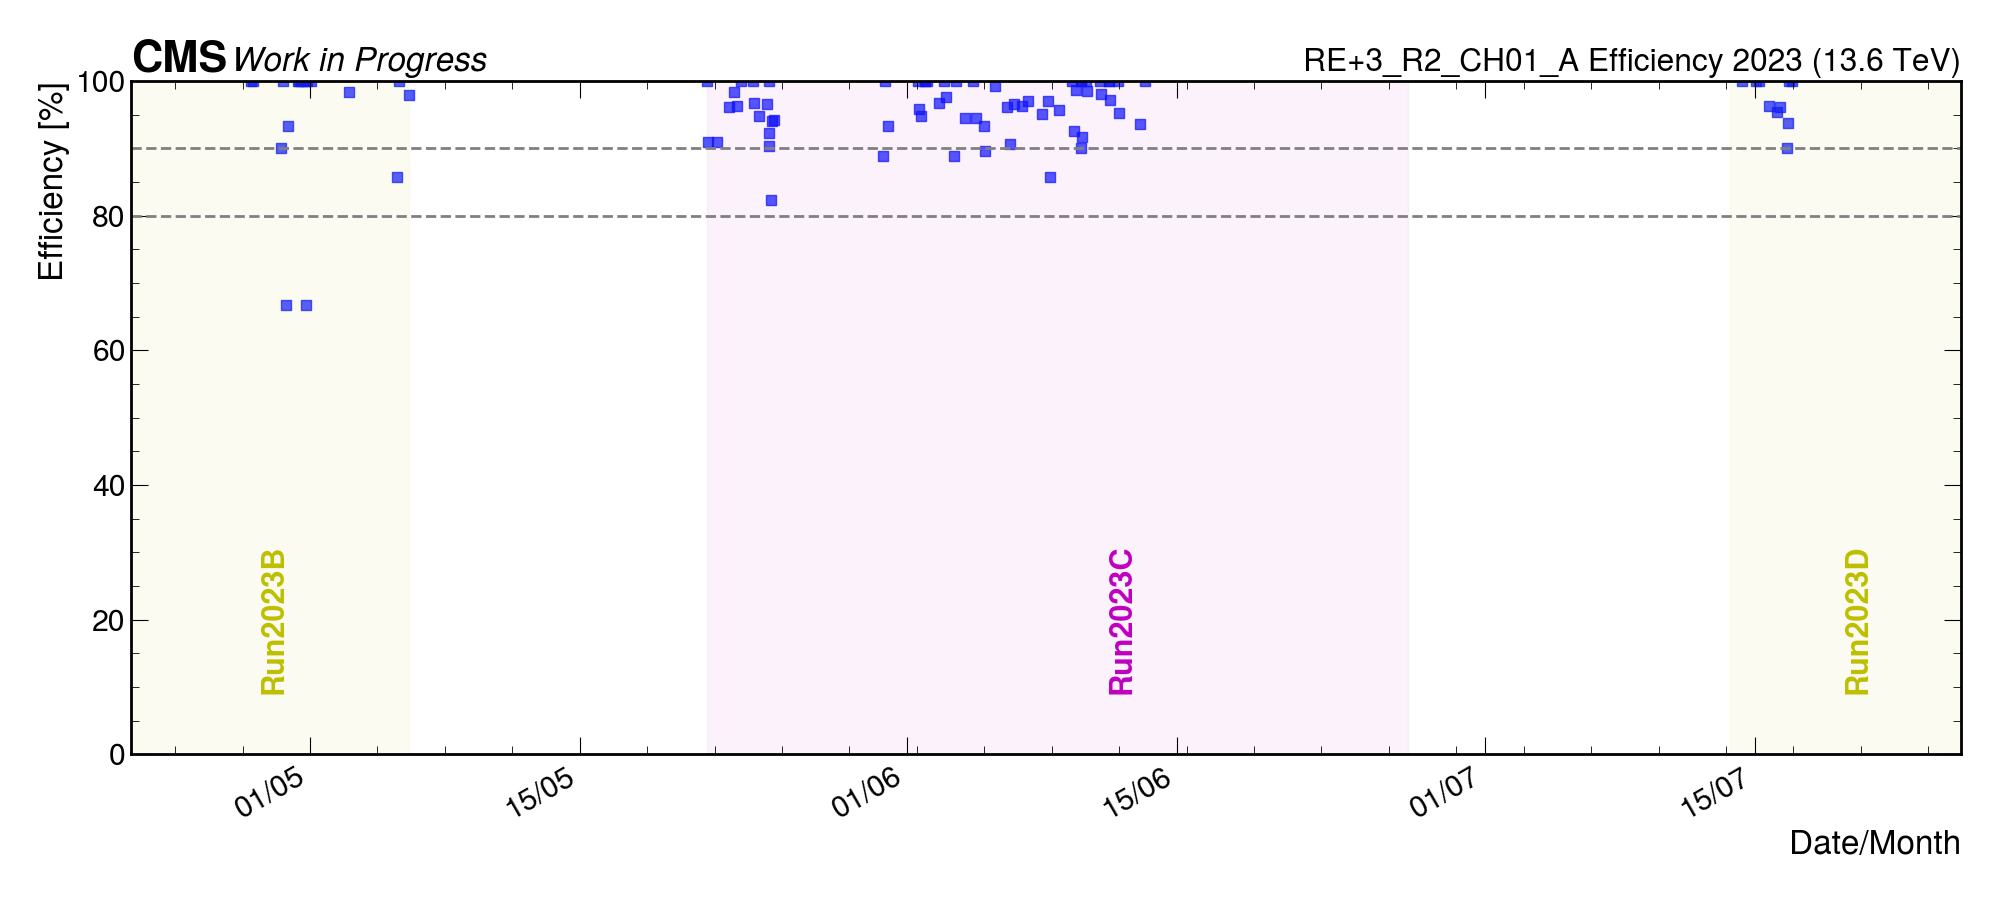 CMS Work in Progress
RE+3_R2_CH01_A Efficiency 2023 (13.6 TeV)
Efficiency [%]
100
80
60
40
20
0
Run2023B
Run2023C
Run2023D
01/05
15/05
01/06
15/06
01/07
15/07
Date/Month